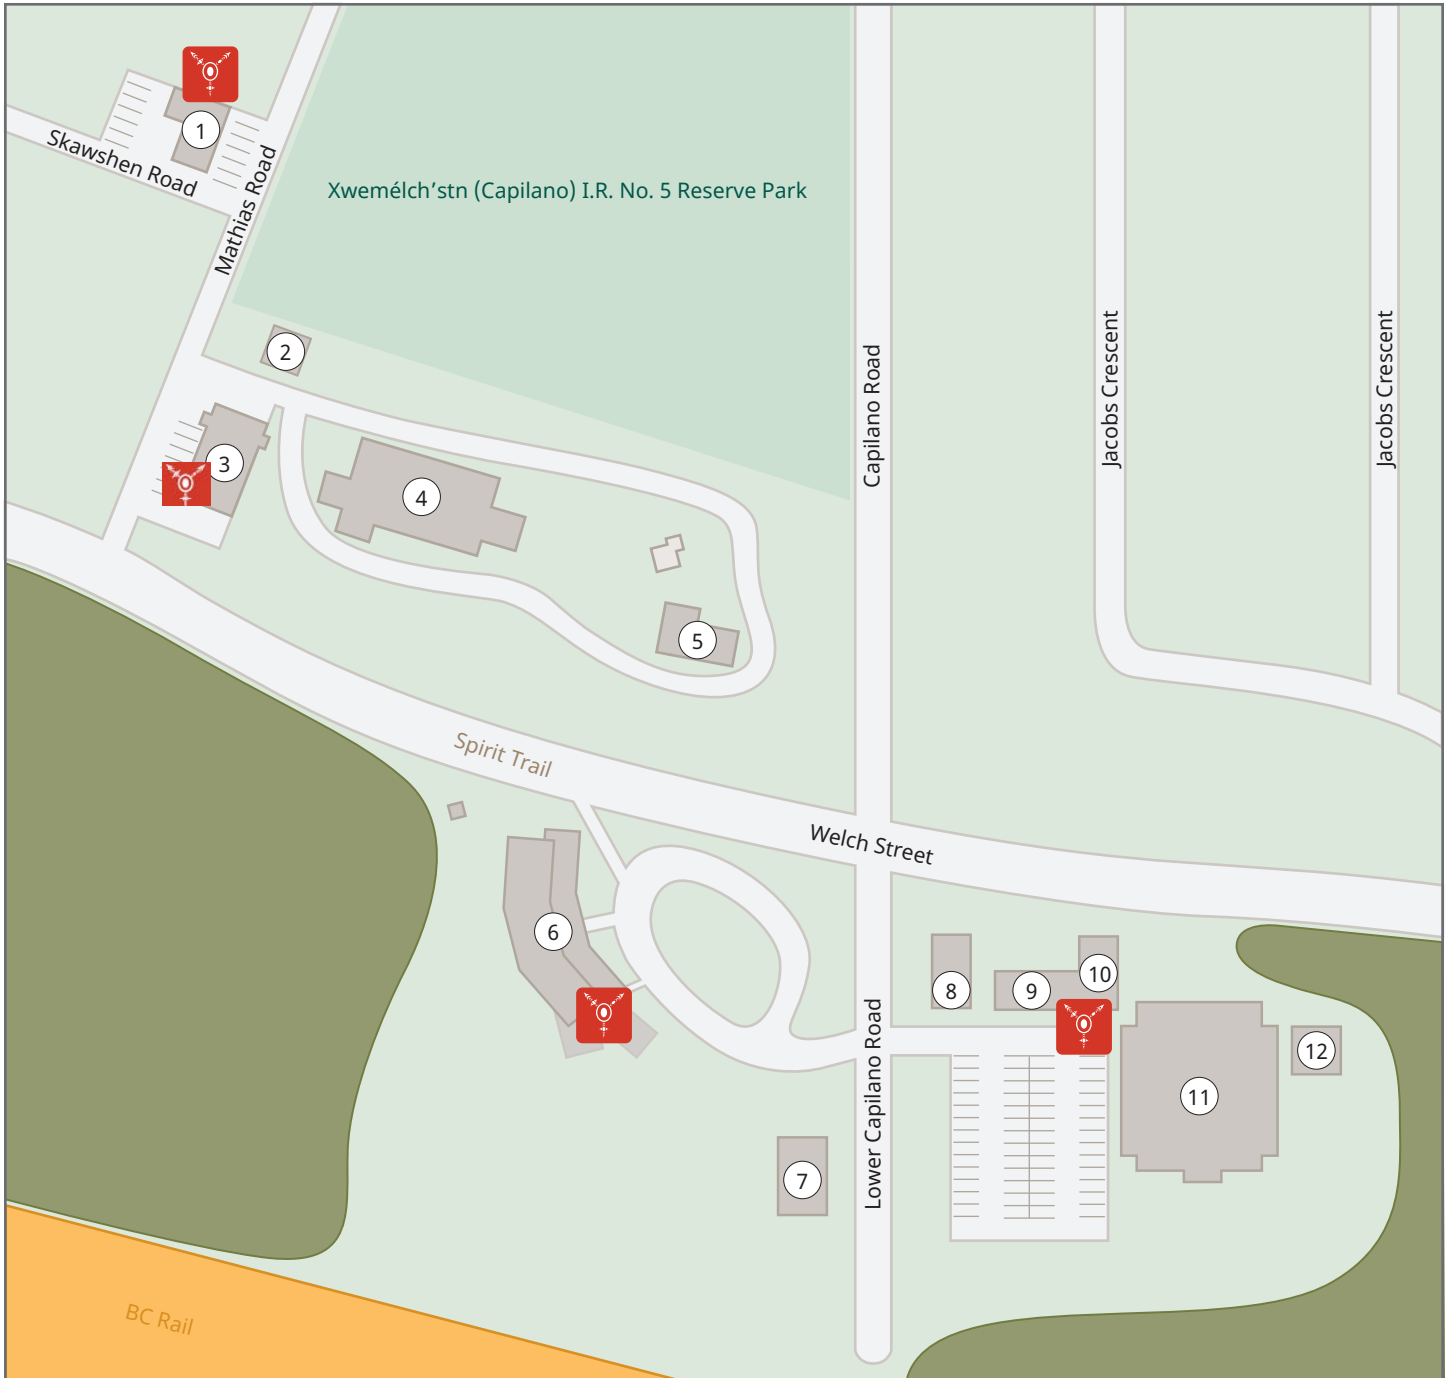 1
Skawshen Road
Mathias Road
Xwemélch’stn (Capilano) I.R. No. 5 Reserve Park
2
Capilano Road
Jacobs Crescent
Jacobs Crescent
3
4
5
Spirit Trail
Welch Street
6
8
9
10
Lower Capilano Road
11
12
7
BC Rail